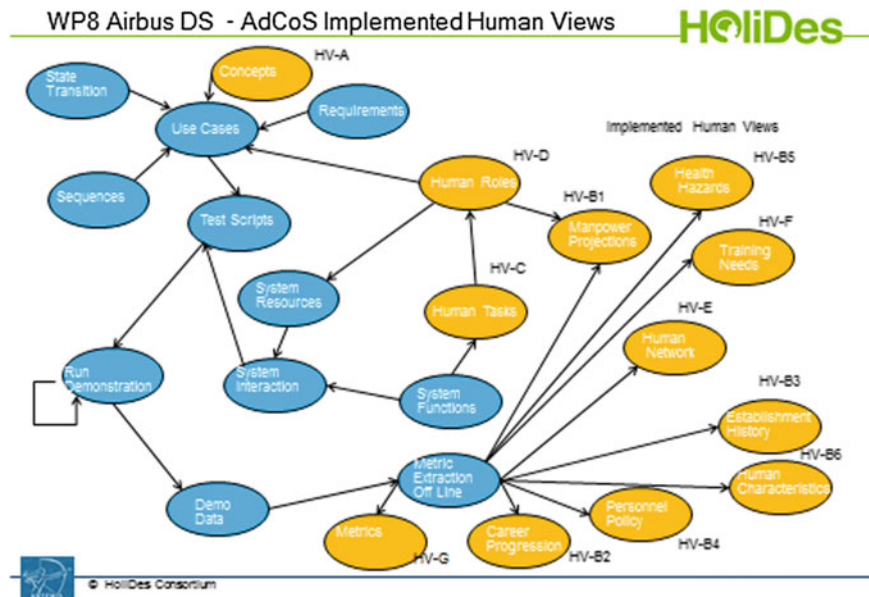 WP8 Airbus DS - AdCoS Implemented Human Views
HOliDes
HV-A
State
Transition
Concepts
Requirements
Use Cases
Implemented Human Views
HV-D
HV-B5
Human Roles
Health
Hazards
Sequences
Test Scripts
HV-B1
Manpower
Projections
HV-F
Training
Needs
HV-C
System
Resources
Human Tasks
HV-E
Human
Network
Run
Demonstration
System
Interaction
System
Functions
HV-B3
Establishment
History
HV-B6
Metric
Extraction
Off Line
Human
Characteristics
Demo
Data
Metrics
HV-G
Career
Progression
HV-B2
Personnel
Policy
HV-B4
© HoliDes Consortium